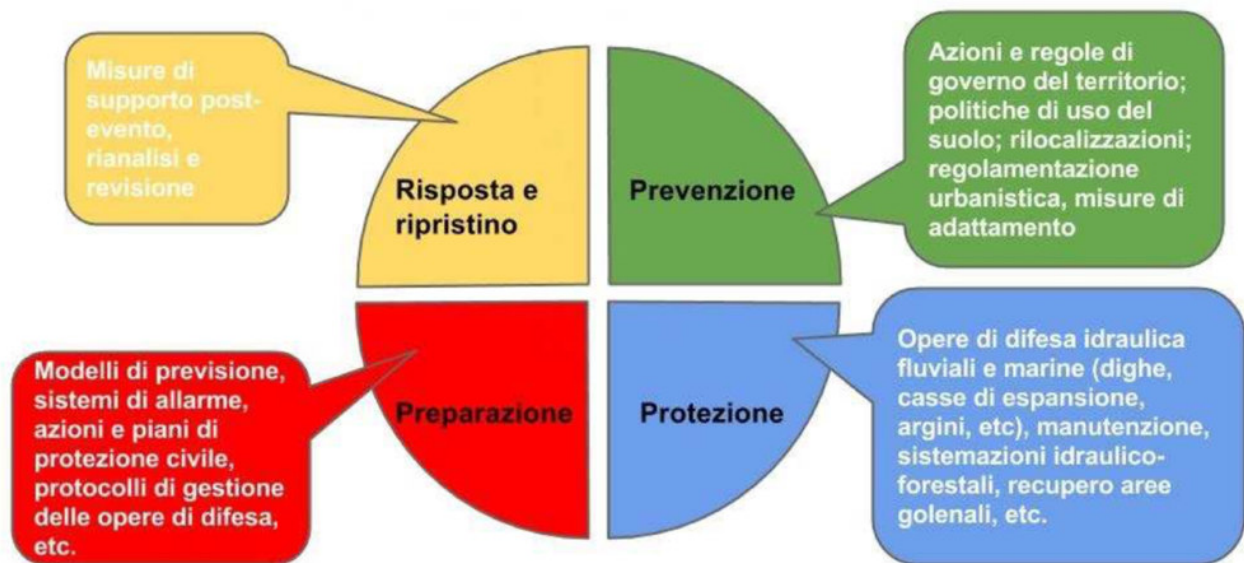 Misure di
supporto post-
evento,
rianalisi e
revisione
Risposta e
ripristino
Prevenzione
Azioni e regole di
governo del territorio;
politiche di uso del
suolo; rilocalizzazioni;
regolamentazione
urbanistica, misure di
adattamento
Modelli di previsione,
sistemi di allarme,
azioni e piani di
protezione civile,
protocolli di gestione
delle opere di difesa,
etc.
Preparazione
Protezione
Opere di difesa idraulica
fluviali e marine (dighe,
casse di espansione,
argini, etc), manutenzione,
sistemazioni idraulico-
forestali, recupero aree
golenali, etc.